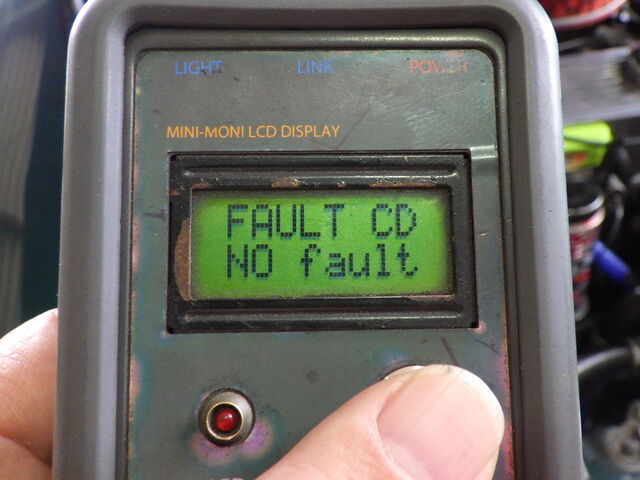 LIGHT LINK POWER
MINI-MONI LCD DISPLAY
FAULT CD
NO fault